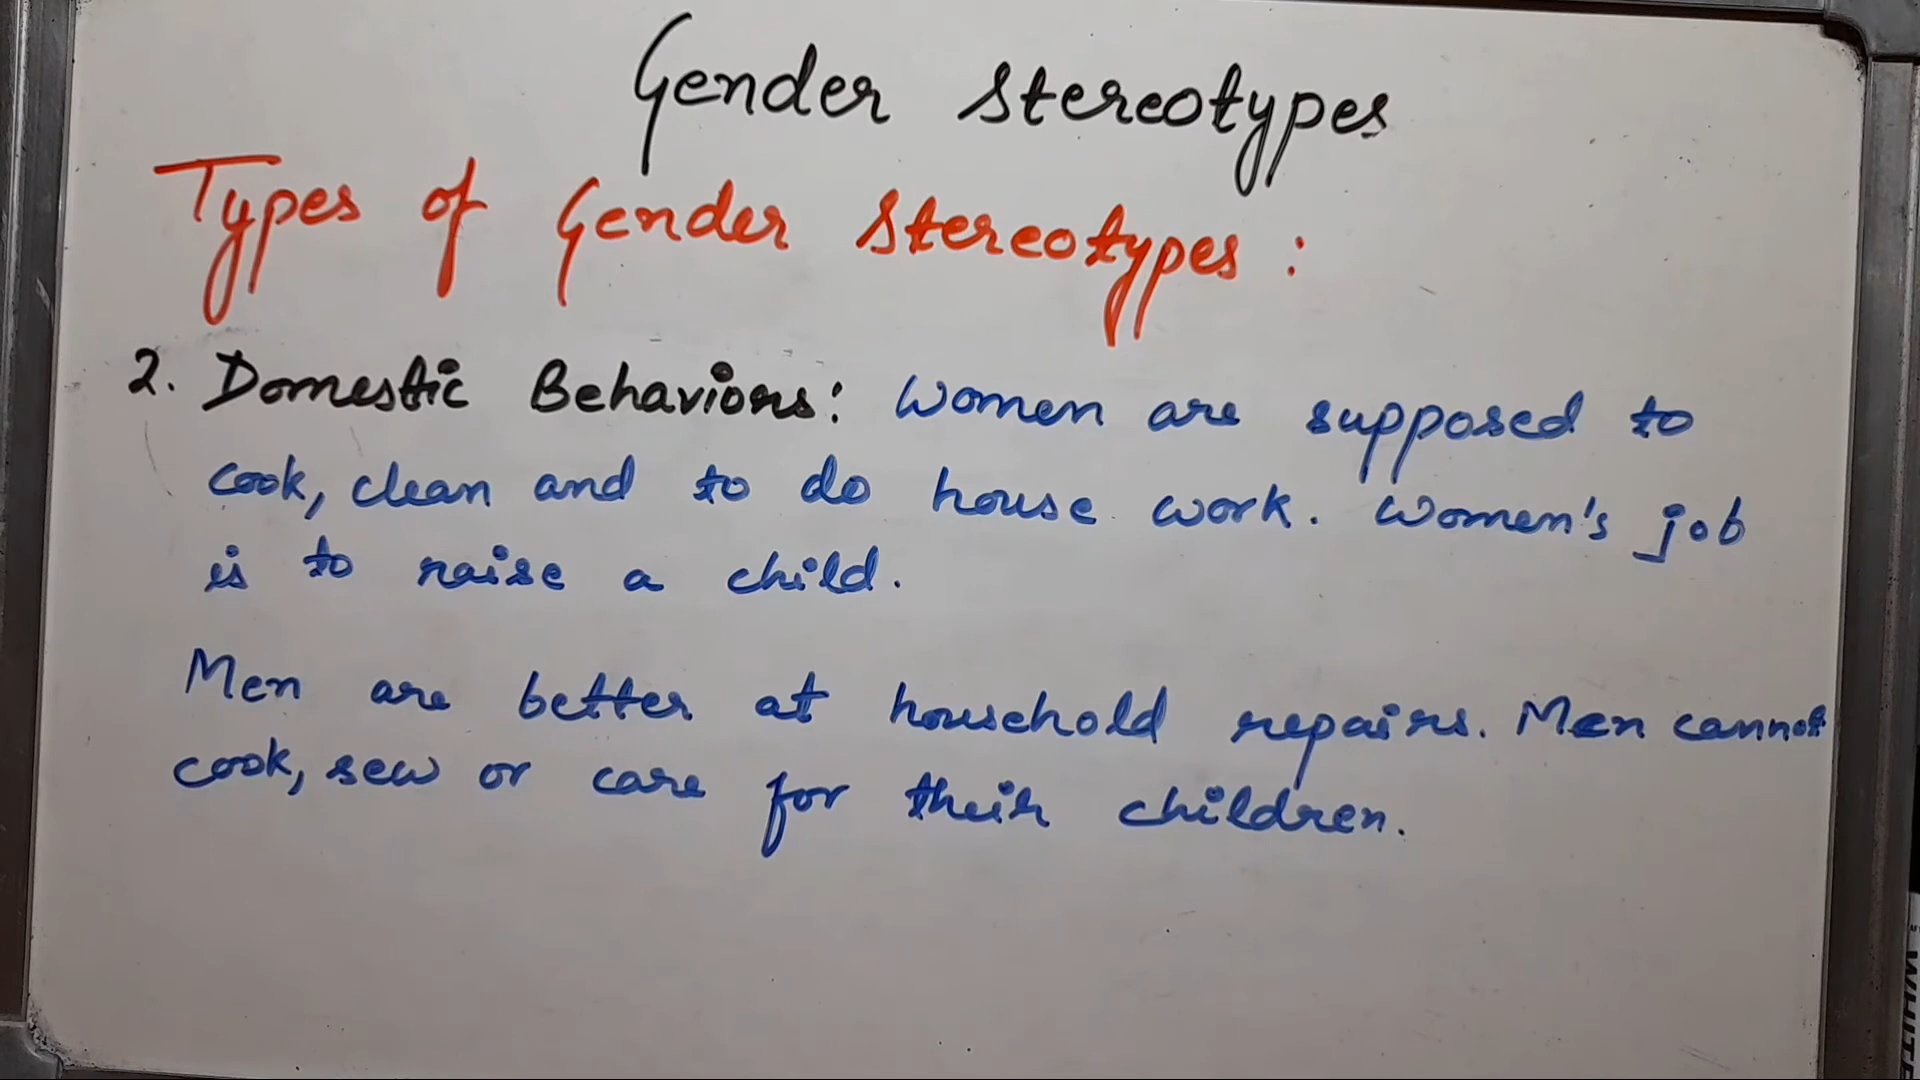 Gender Stereotypes
Types of Gender Stereotypes :
2. Domestic Behaviors: Women are supposed to
cook, clean and to do house work. Women's job
is to raise a child.
Men are better at household repairs. Men cannot
cook, sew or care for their children.